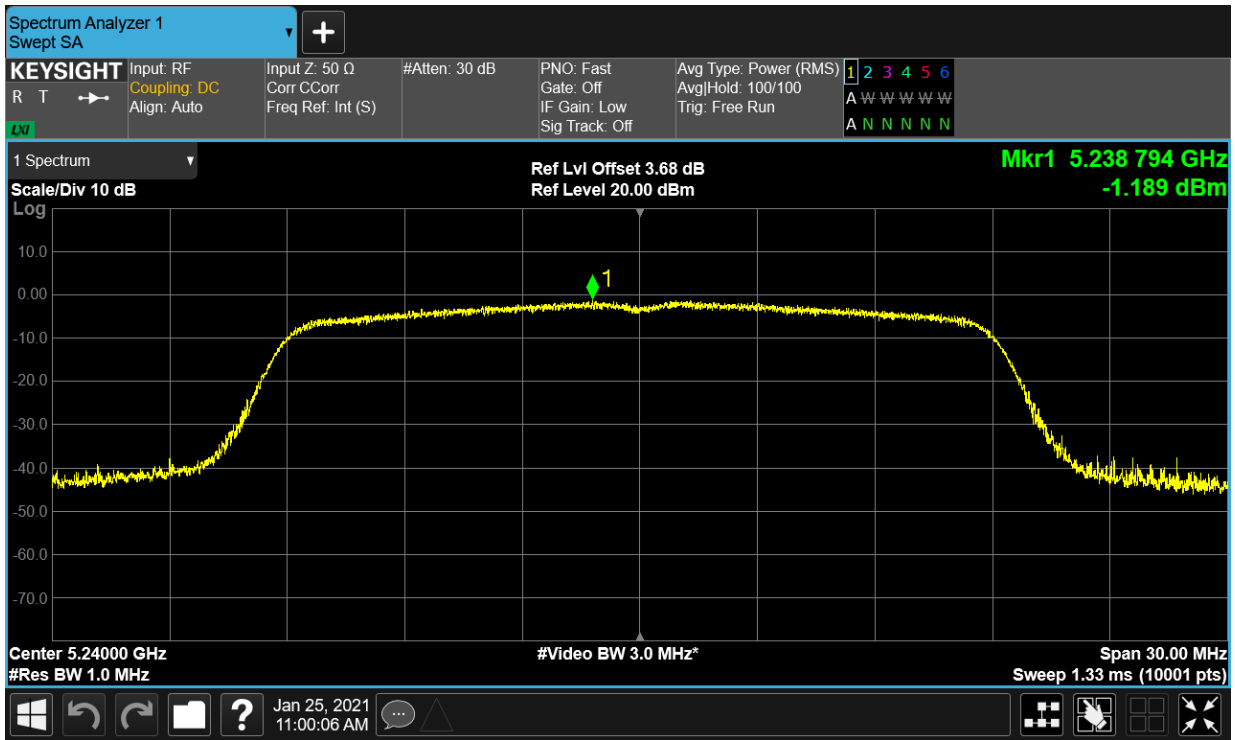 Spectrum Analyzer 1
Swept SA
KEYSIGHT
R T
LXI
Input: RF
Coupling: DC
Align: Auto
Input Z: 50 Ω
Corr CCorr
Freq Ref: Int (S)
#Atten: 30 dB
PNO: Fast
Gate: Off
IF Gain: Low
Sig Track: Off
Avg Type: Power (RMS)
Avg|Hold: 100/100
Trig: Free Run
1 2 3 4 5 6
A W W W W W
A N N N N N
1 Spectrum
Scale/Div 10 dB
Log
Ref Lvl Offset 3.68 dB
Ref Level 20.00 dBm
Mkr1 5.238 794 GHz
-1.189 dBm
1
10.0
0.00
-10.0
-20.0
-30.0
-40.0
-50.0
-60.0
-70.0
Center 5.24000 GHz
#Video BW 3.0 MHz*
Span 30.00 MHz
#Res BW 1.0 MHz
Sweep 1.33 ms (10001 pts)
?
Jan 25, 2021
11:00:06 AM